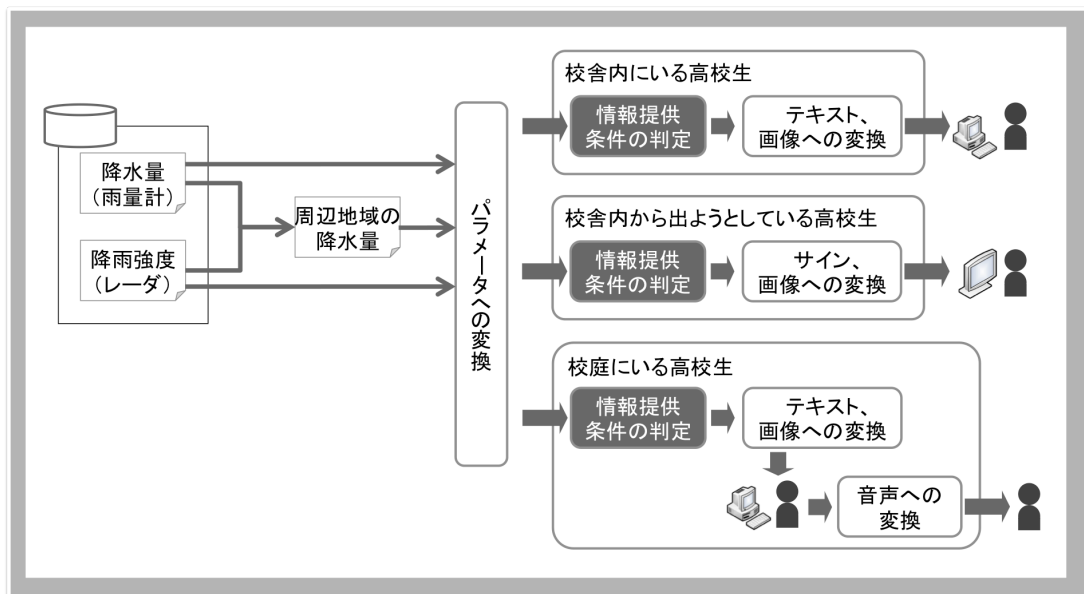 降水量
(雨量計)
降雨強度
(レーダ)
周辺地域の
降水量
パラメータへの変換
校舎内にいる高校生
情報提供
条件の判定
テキスト、
画像への変換
校舎内から出ようとしている高校生
情報提供
条件の判定
サイン、
画像への変換
校庭にいる高校生
情報提供
条件の判定
テキスト、
画像への変換
音声への
変換